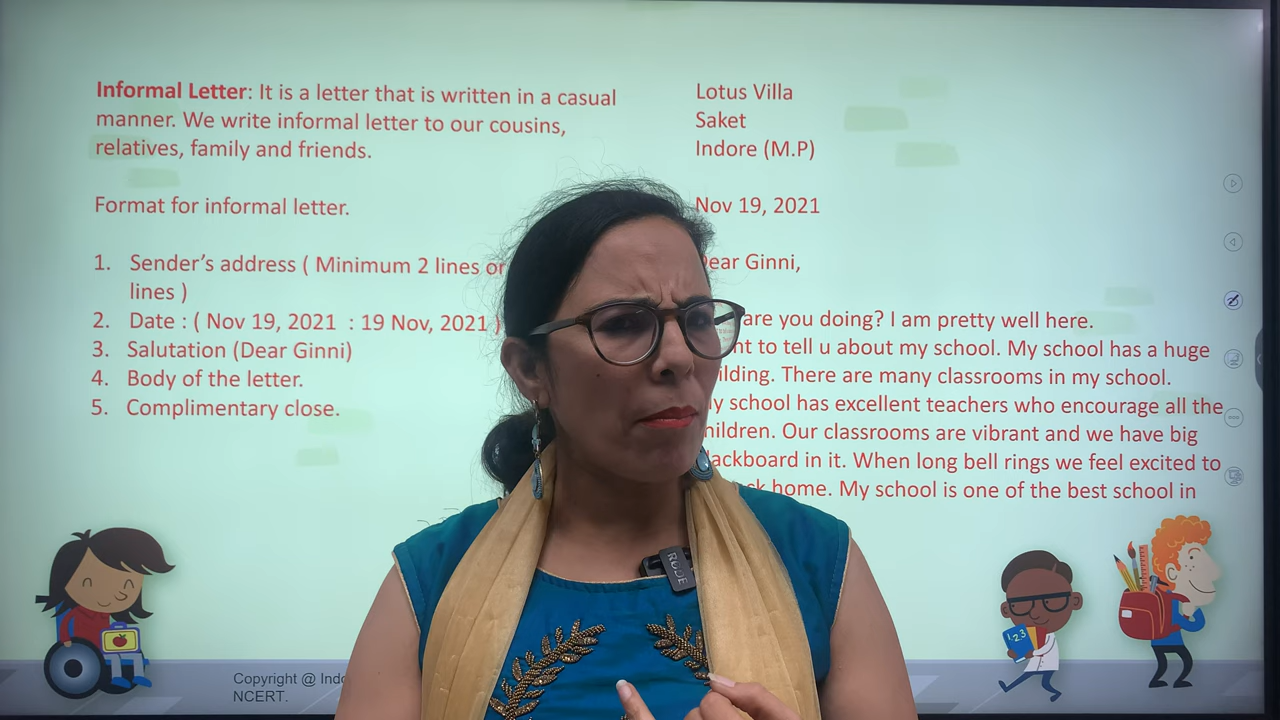 Informal Letter: It is a letter that is written in a casual
manner. We write informal letter to our cousins,
relatives, family and friends.
Format for informal letter.
1. Sender's address ( Minimum 2 lines or
lines )
2. Date : ( Nov 19, 2021 : 19 Nov, 2021 )
3. Salutation (Dear Ginni)
4. Body of the letter.
5. Complimentary close.
Lotus Villa
Saket
Indore (M.P)
Nov 19, 2021
Dear Ginni,
are you doing? I am pretty well here.
to tell u about my school. My school has a huge
There are many classrooms in my school.
school has excellent teachers who encourage all the
Our classrooms are vibrant and we have big
in it. When long bell rings we feel excited to
home. My school is one of the best school in
Copyright @
NCERT.
RODE
1.2.3